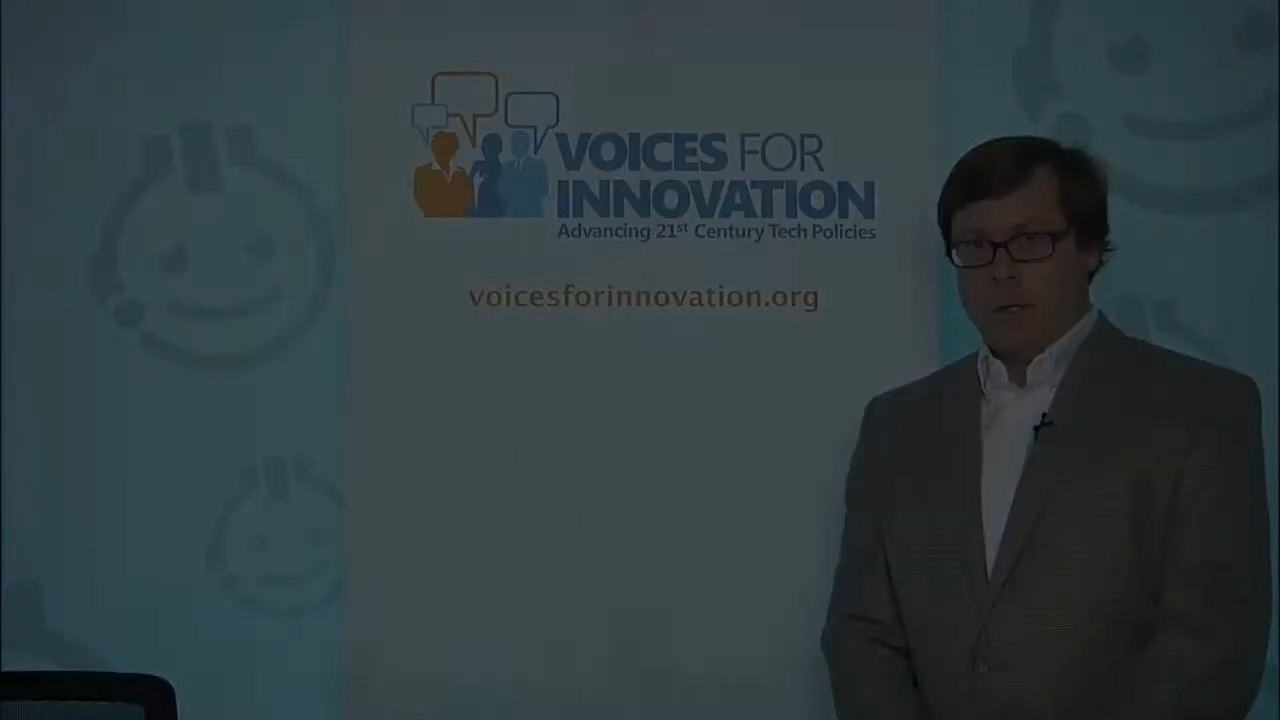 VOICES FOR
INNOVATION
Advancing 21st Century Tech Policies
voicesforinnovation.org